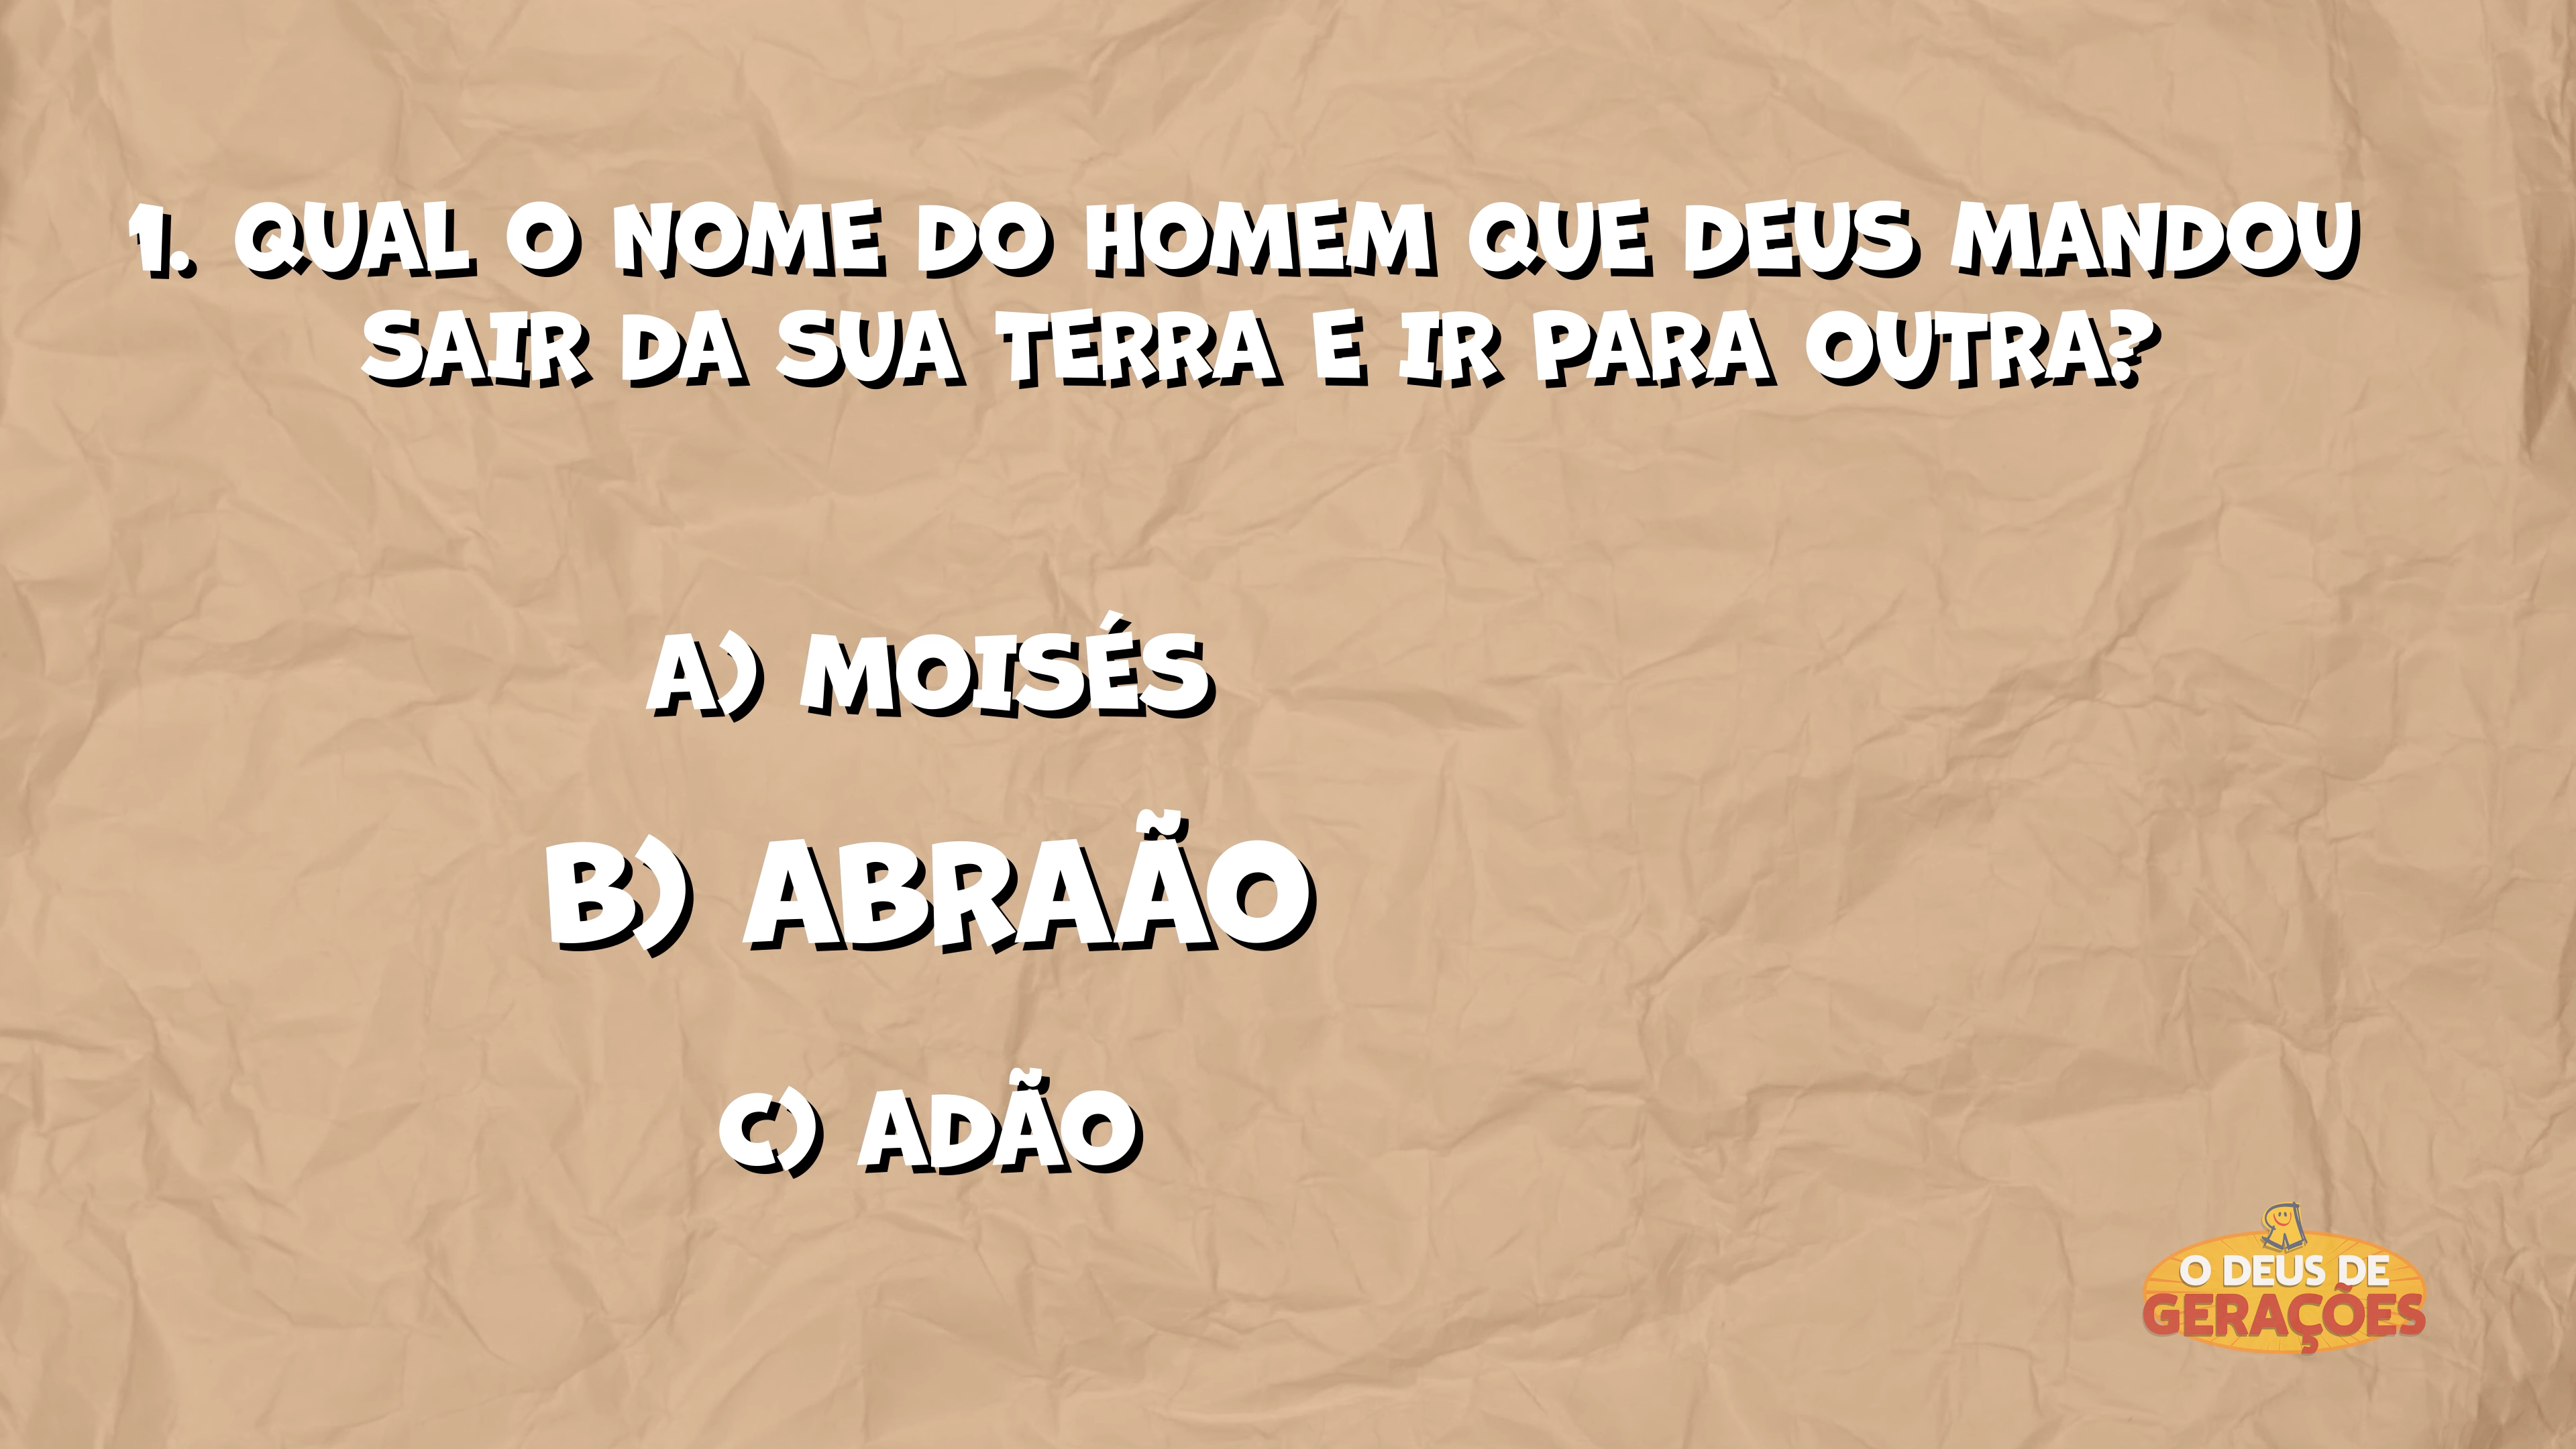 1. QUAL O NOME DO HOMEM QUE DEUS MANDOU
SAIR DA SUA TERRA E IR PARA OUTRA?
A) MOISÉS
B) ABRAÃO
C) ADÃO
O DEUS DE
GERAÇÕES